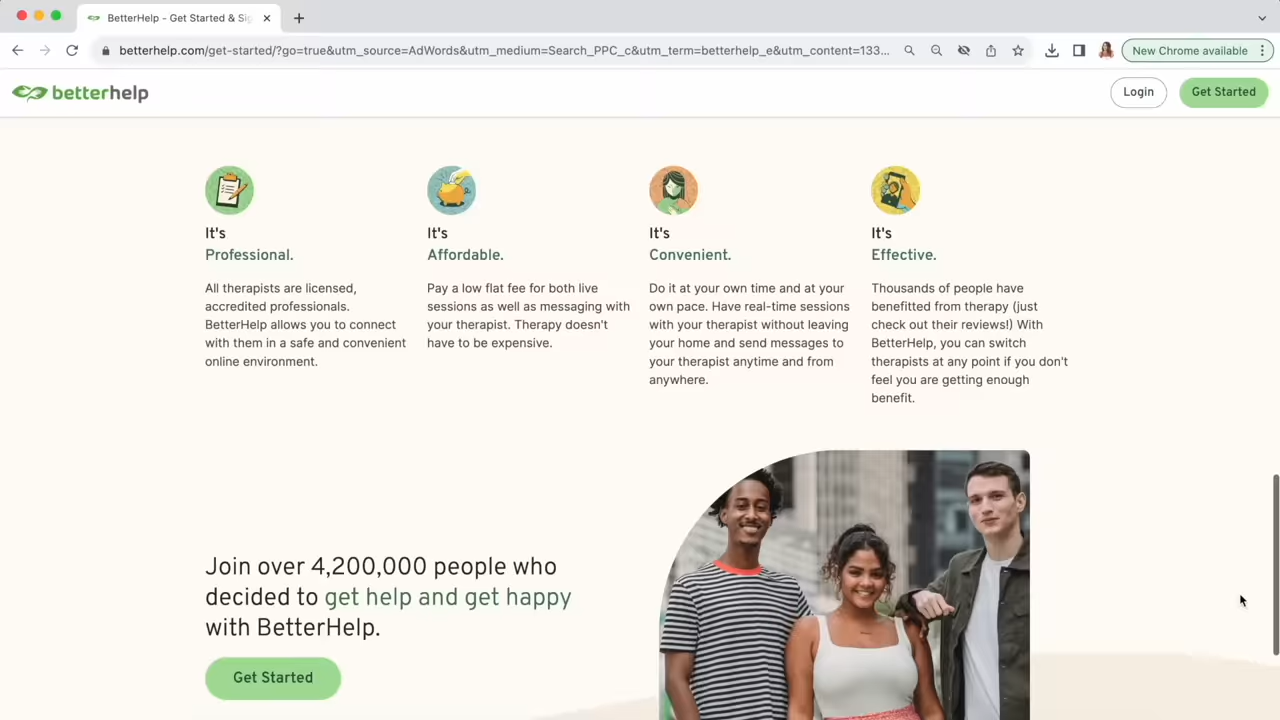 BetterHelp - Get Started & Si
betterhelp.com/get-started/?go=true&utm_source=AdWords&utm_medium=Search_PPC_c&utm_term=betterhelp_e&utm_content=133...
New Chrome available
betterhelp
Login
Get Started
It's
Professional.
All therapists are licensed,
accredited professionals.
BetterHelp allows you to connect
with them in a safe and convenient
online environment.
It's
Affordable.
Pay a low flat fee for both live
sessions as well as messaging with
your therapist. Therapy doesn't
have to be expensive.
It's
Convenient.
Do it at your own time and at your
own pace. Have real-time sessions
with your therapist without leaving
your home and send messages to
your therapist anytime and from
anywhere.
It's
Effective.
Thousands of people have
benefitted from therapy (just
check out their reviews!) With
BetterHelp, you can switch
therapists at any point if you don't
feel you are getting enough
benefit.
Join over 4,200,000 people who
decided to get help and get happy
with BetterHelp.
Get Started